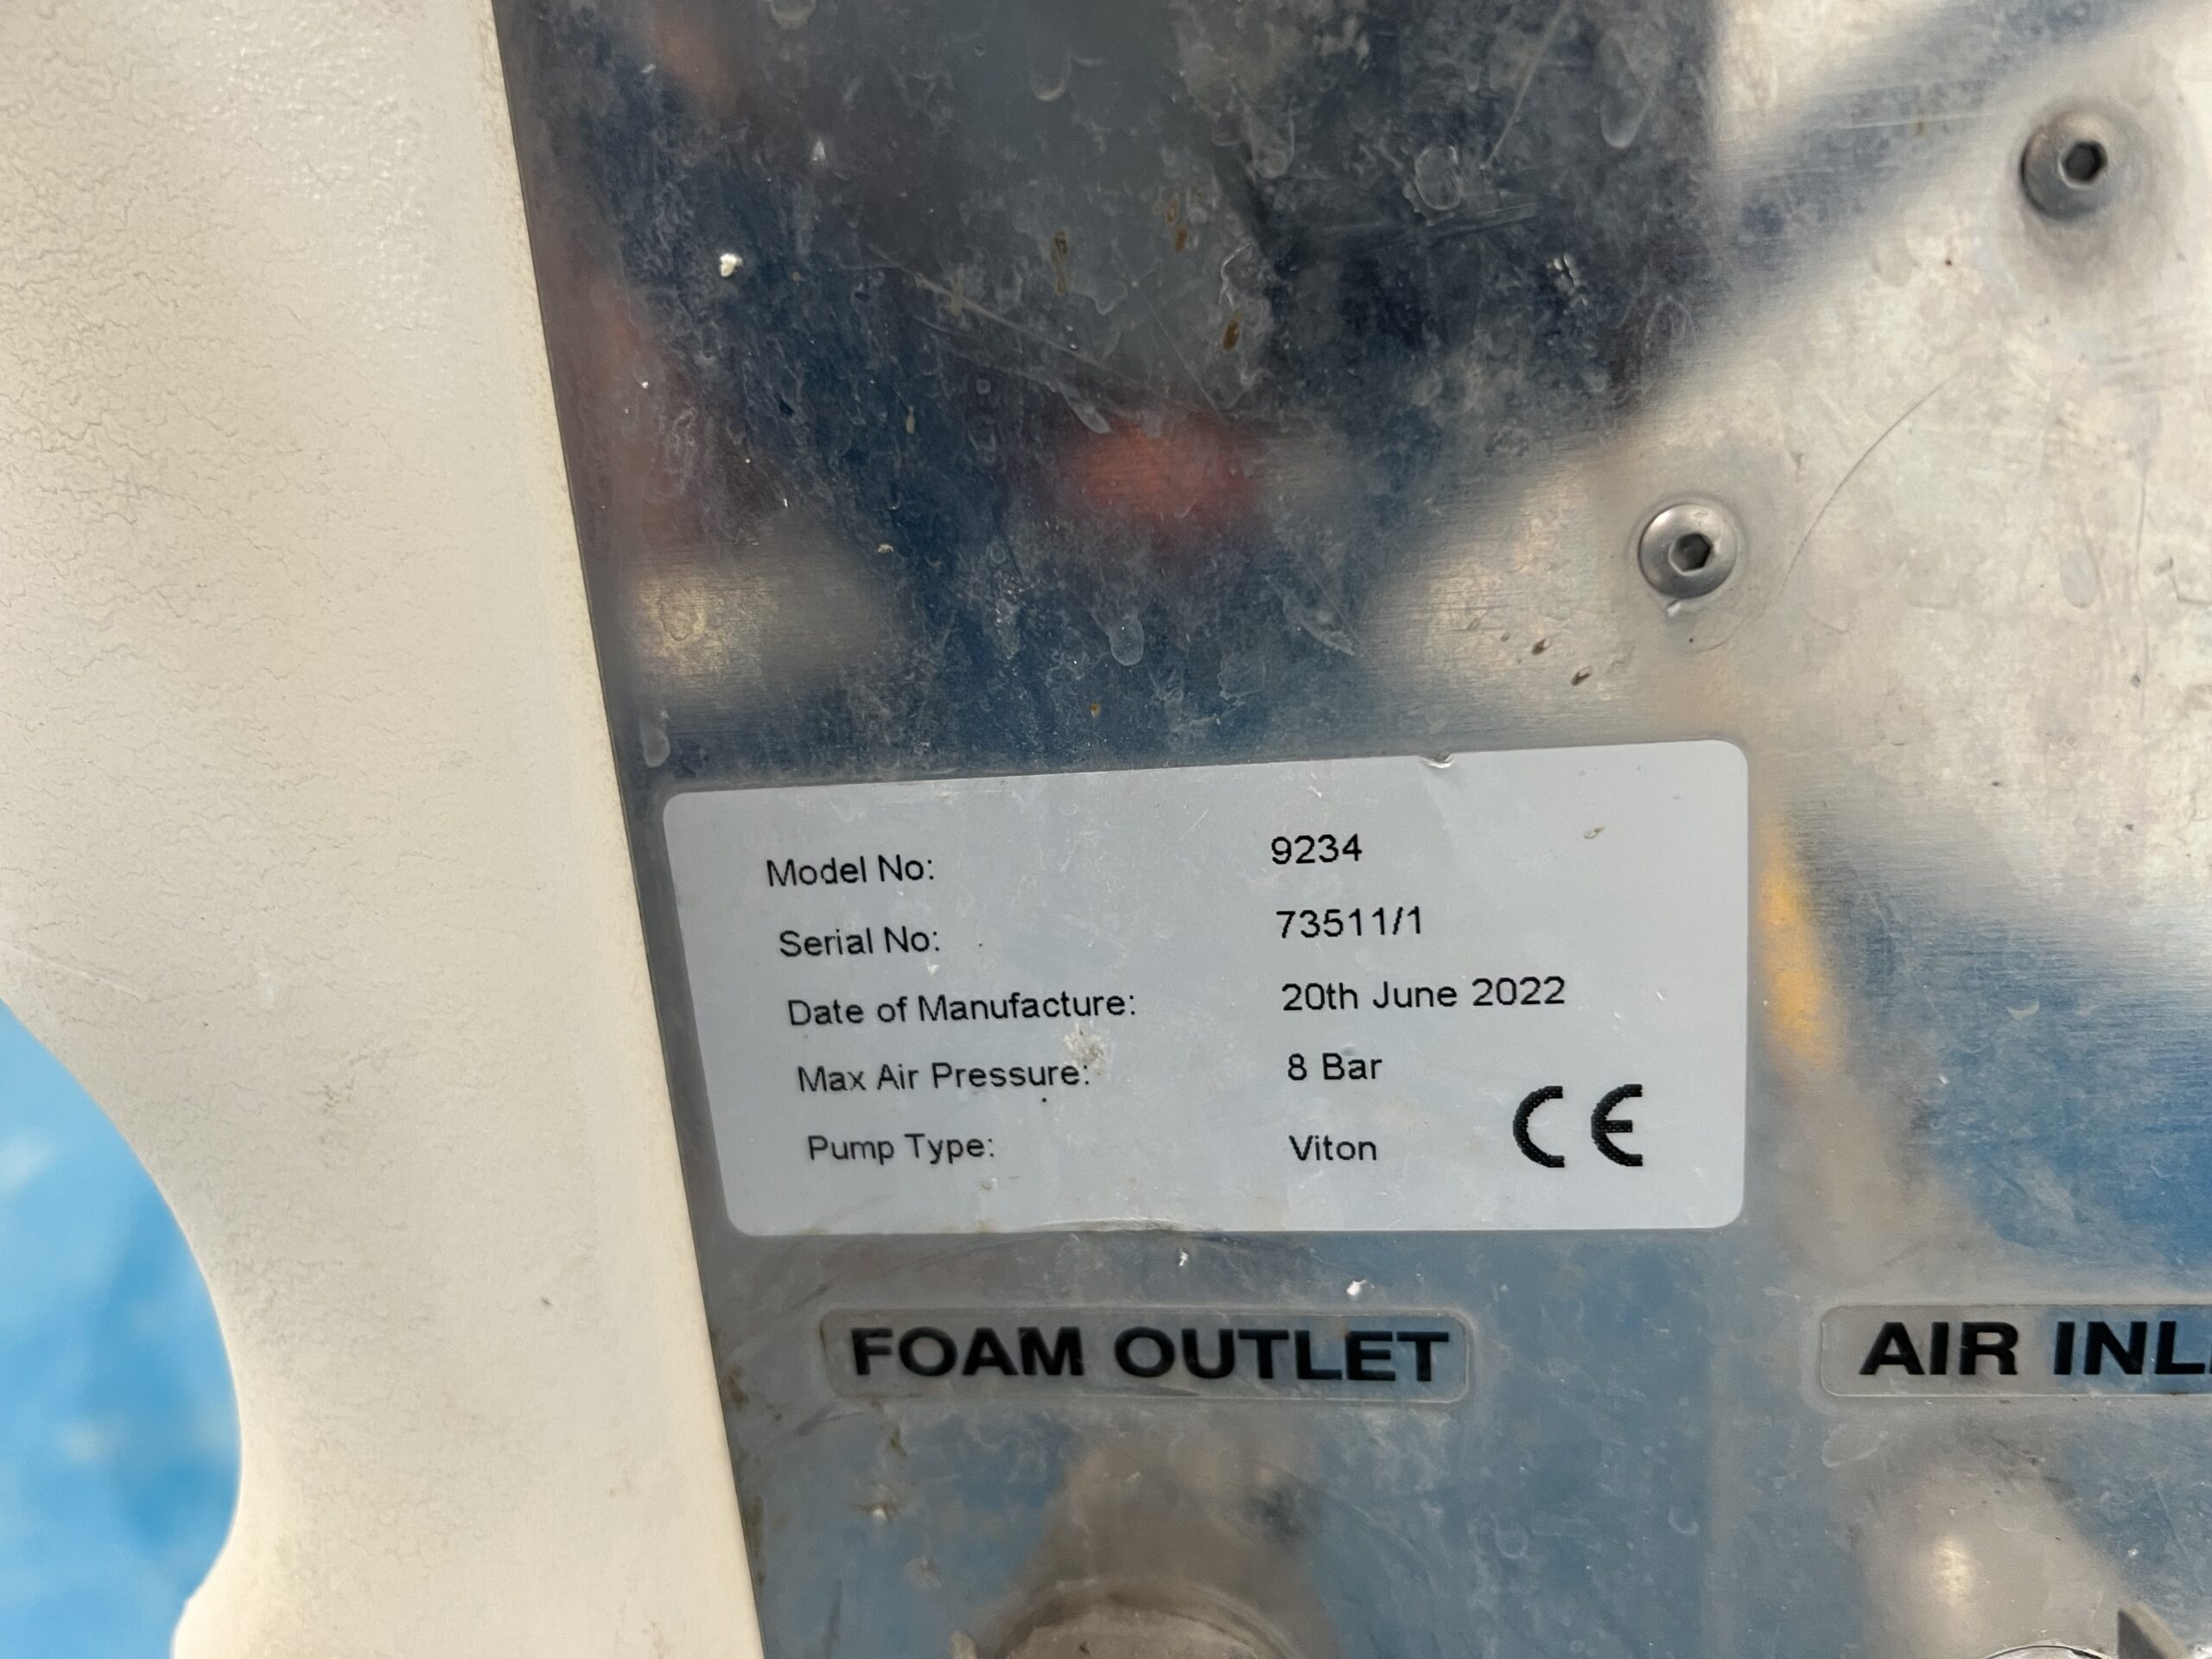 Model No: 9234
Serial No: 73511/1
Date of Manufacture: 20th June 2022
Max Air Pressure: 8 Bar
Pump Type: Viton CE
FOAM OUTLET AIR INL